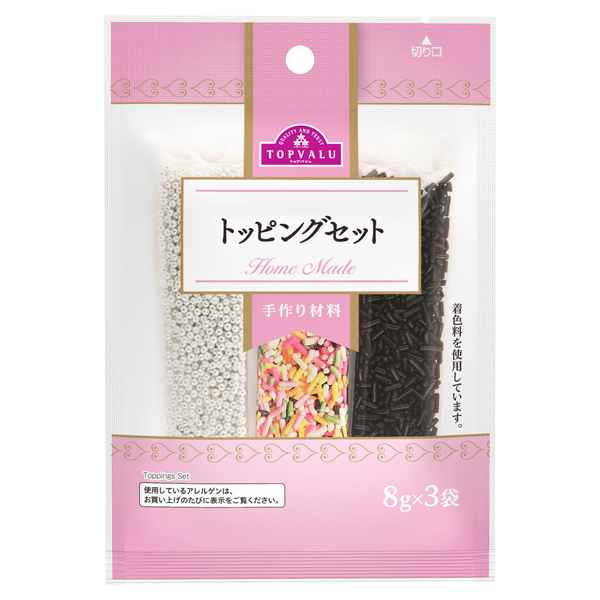 切り口
QUALITY AND TRUST
TOPVALU
トップバリュ
トッピングセット
Home Made
手作り材料
着色料を使用しています。
Toppings Set
使用しているアレルゲンは、
お買い上げのたびに表示をご覧ください。
8g×3袋